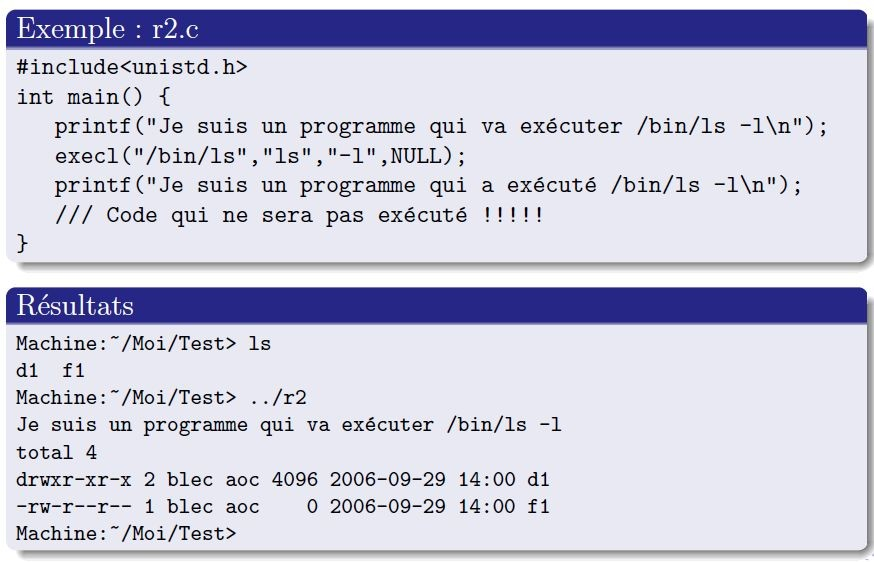 Exemple : r2.c
#include<unistd.h>
int main() {
   printf("Je suis un programme qui va exécuter /bin/ls -l\n");
   execl("/bin/ls","ls","-l",NULL);
   printf("Je suis un programme qui a exécuté /bin/ls -l\n");
   /// Code qui ne sera pas exécuté !!!!!
}
Résultats
Machine:~/Moi/Test> ls
d1  f1
Machine:~/Moi/Test> ../r2
Je suis un programme qui va exécuter /bin/ls -l
total 4
drwxr-xr-x 2 blec aoc 4096 2006-09-29 14:00 d1
-rw-r--r-- 1 blec aoc    0 2006-09-29 14:00 f1
Machine:~/Moi/Test>